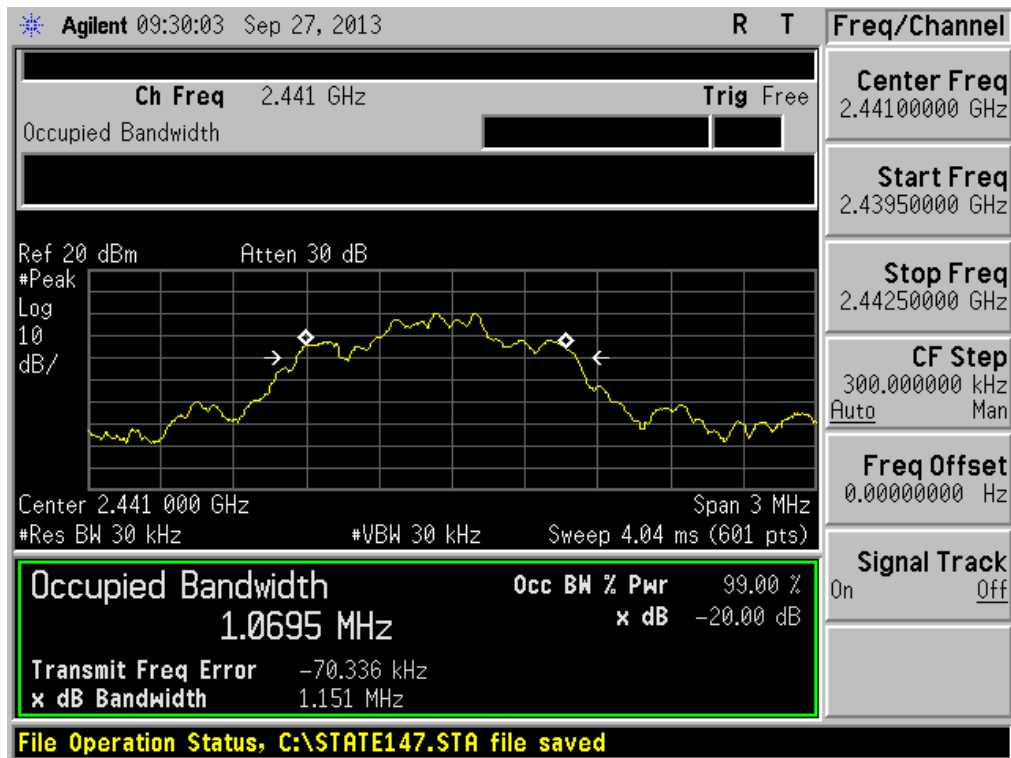 Agilent 09:30:03 Sep 27, 2013 R T
Freq/Channel
Ch Freq 2.441 GHz Trig Free
Occupied Bandwidth
Center Freq
2.44100000 GHz
Start Freq
2.43950000 GHz
Stop Freq
2.44250000 GHz
CF Step
300.000000 kHz
Auto Man
Freq Offset
0.00000000 Hz
Signal Track
On Off
Ref 20 dBm Atten 30 dB
#Peak
Log
10
dB/
Center 2.441 000 GHz Span 3 MHz
#Res BW 30 kHz #VBW 30 kHz Sweep 4.04 ms (601 pts)
Occupied Bandwidth Occ BW % Pwr 99.00 %
1.0695 MHz x dB -20.00 dB
Transmit Freq Error -70.336 kHz
x dB Bandwidth 1.151 MHz
File Operation Status, C:\STATE147.STA file saved